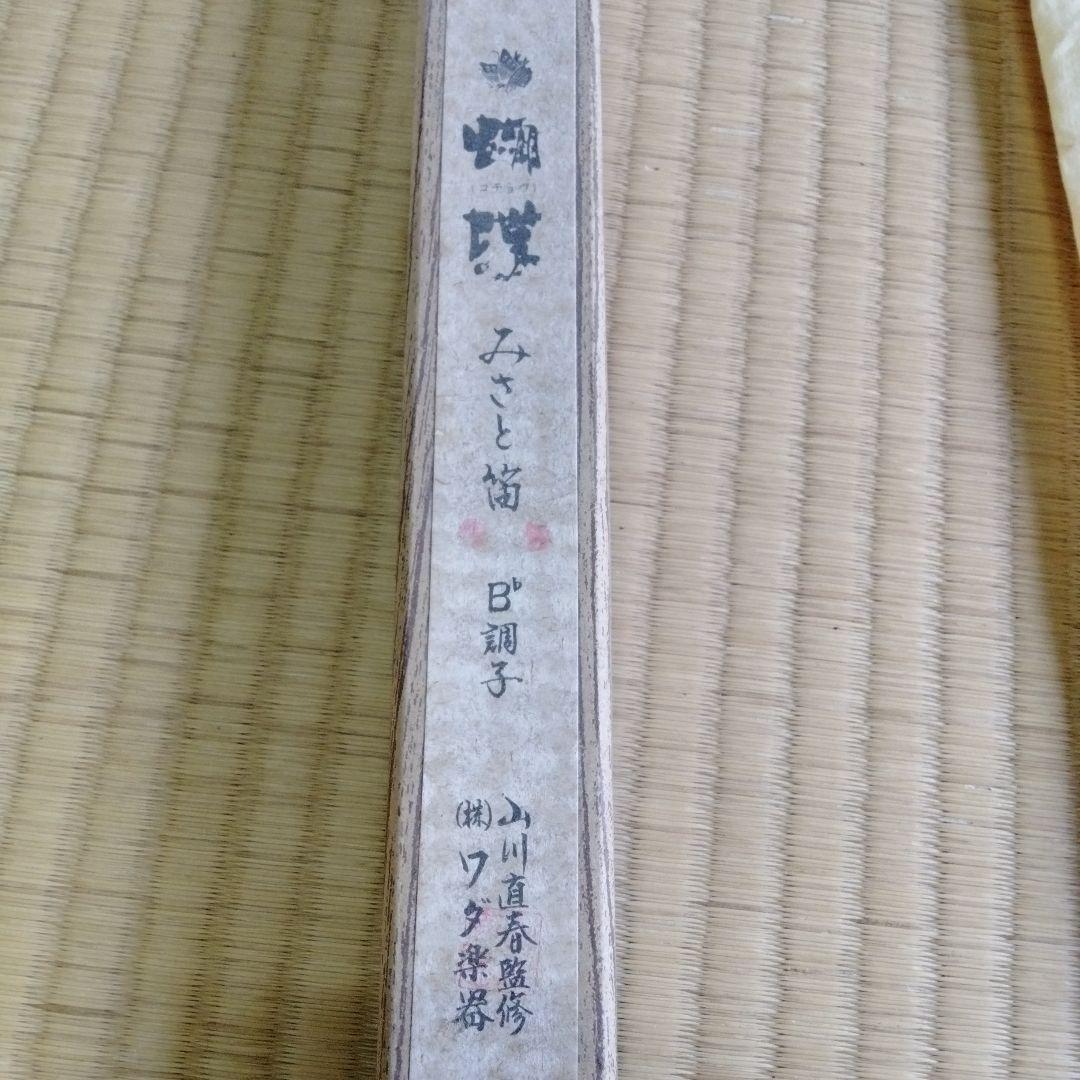 蝴蝶
(コチョウ)
みさと笛
B♭調子
山川直春監修
(株)ワダ楽器